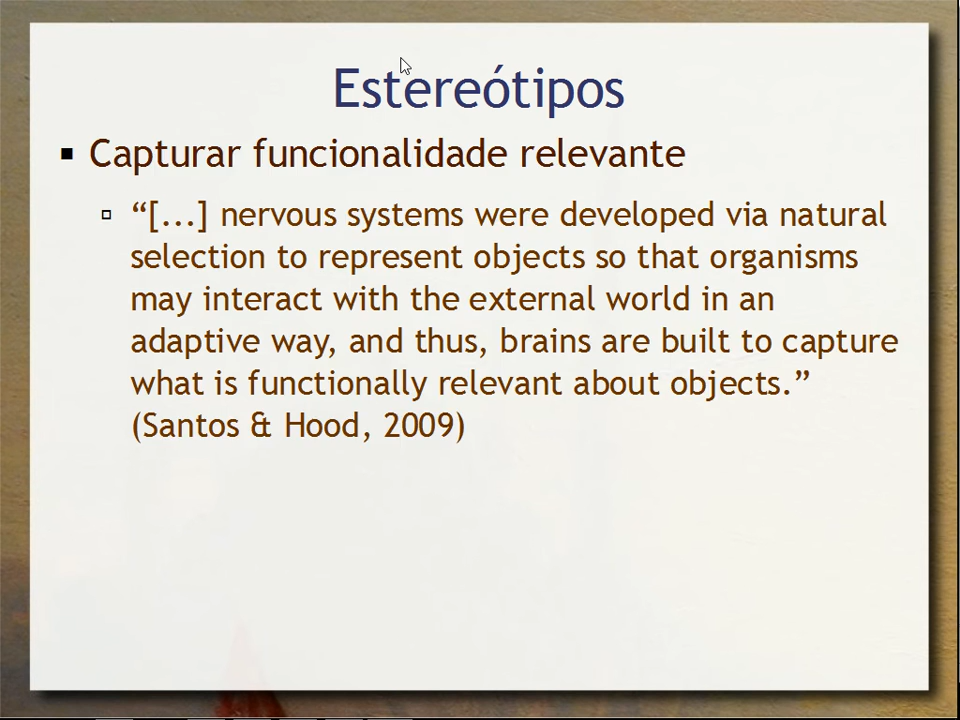 Estereótipos
Capturar funcionalidade relevante
“[...] nervous systems were developed via natural
selection to represent objects so that organisms
may interact with the external world in an
adaptive way, and thus, brains are built to capture
what is functionally relevant about objects.”
(Santos & Hood, 2009)